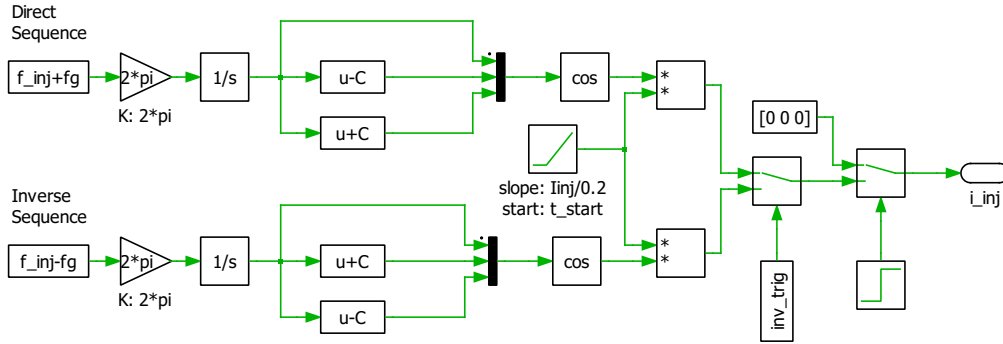 Direct
Sequence
f_inj+fg
2*pi
K: 2*pi
1/s
u-C
u+C
cos
*
*
[0 0 0]
slope: Iinj/0.2
start: t_start
i_inj
Inverse
Sequence
f_inj-fg
2*pi
K: 2*pi
1/s
u+C
u-C
cos
*
*
inv_trig